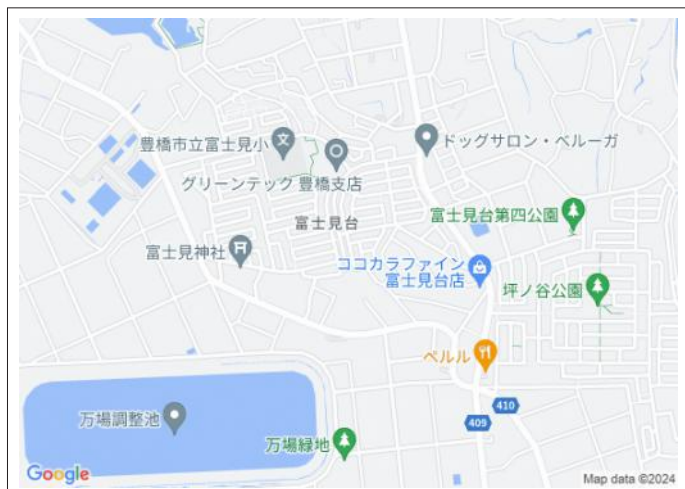 豊橋市立富士見小
ドッグサロン・ベルーガ
グリーンテック 豊橋支店
富士見台第四公園
富士見台
富士見神社
ココカラファイン
富士見台店
坪ノ谷公園
ベルル
410
409
万場調整池
万場緑地
Google
Map data ©2024